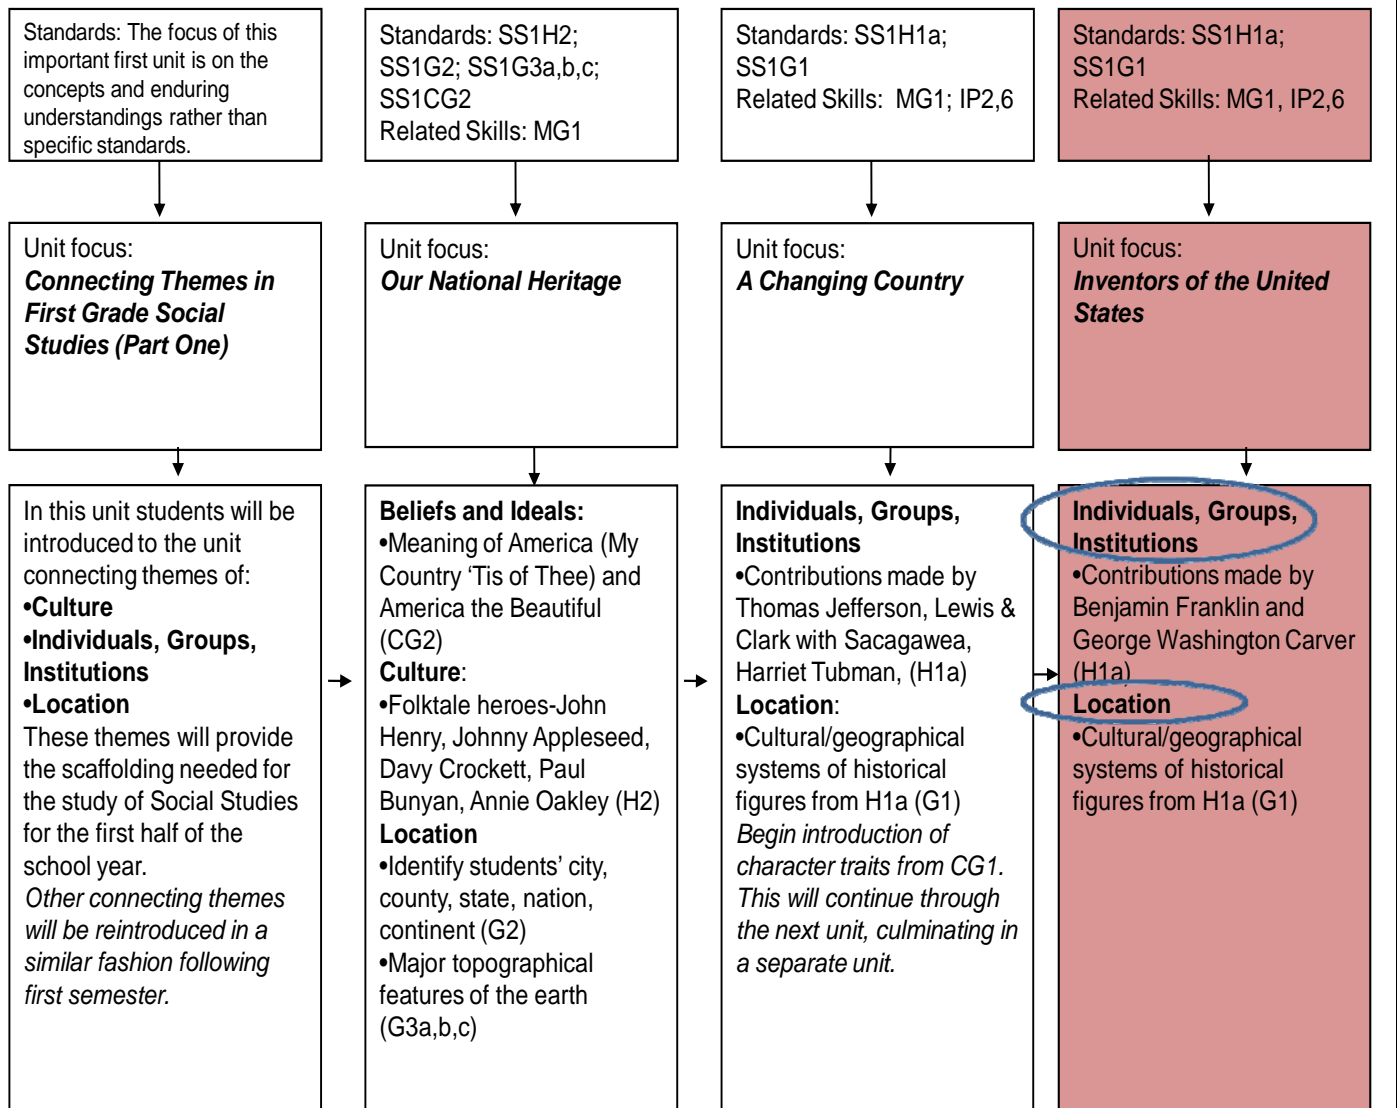 Standards: The focus of this
important first unit is on the
concepts and enduring
understandings rather than
specific standards.
Standards: SS1H2;
SS1G2; SS1G3a,b,c;
SS1CG2
Related Skills: MG1
Standards: SS1H1a;
SS1G1
Related Skills:  MG1; IP2,6
Standards: SS1H1a;
SS1G1
Related Skills: MG1, IP2,6
Unit focus:
Connecting Themes in
First Grade Social
Studies (Part One)
Unit focus:
Our National Heritage
Unit focus:
A Changing Country
Unit focus:
Inventors of the United
States
In this unit students will be
introduced to the unit
connecting themes of:
•Culture
•Individuals, Groups,
Institutions
•Location
These themes will provide
the scaffolding needed for
the study of Social Studies
for the first half of the
school year.
Other connecting themes
will be reintroduced in a
similar fashion following
first semester.
Beliefs and Ideals:
•Meaning of America (My
Country ‘Tis of Thee) and
America the Beautiful
(CG2)
Culture:
•Folktale heroes-John
Henry, Johnny Appleseed,
Davy Crockett, Paul
Bunyan, Annie Oakley (H2)
Location
•Identify students’ city,
county, state, nation,
continent (G2)
•Major topographical
features of the earth
(G3a,b,c)
Individuals, Groups,
Institutions
•Contributions made by
Thomas Jefferson, Lewis &
Clark with Sacagawea,
Harriet Tubman, (H1a)
Location:
•Cultural/geographical
systems of historical
figures from H1a (G1)
Begin introduction of
character traits from CG1.
This will continue through
the next unit, culminating in
a separate unit.
Individuals, Groups,
Institutions
•Contributions made by
Benjamin Franklin and
George Washington Carver
(H1a)
Location
•Cultural/geographical
systems of historical
figures from H1a (G1)